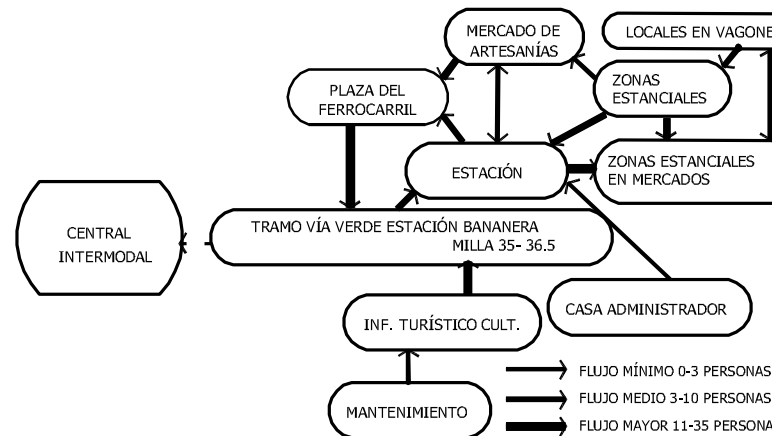 MERCADO DE
ARTESANÍAS
LOCALES EN VAGONE
PLAZA DEL
FERROCARRIL
ZONAS
ESTANCIALES
ESTACIÓN
ZONAS ESTANCIALES
EN MERCADOS
CENTRAL
INTERMODAL
TRAMO VÍA VERDE ESTACIÓN BANANERA
MILLA 35- 36.5
INF. TURÍSTICO CULT.
CASA ADMINISTRADOR
MANTENIMIENTO
FLUJO MÍNIMO 0-3 PERSONAS
FLUJO MEDIO 3-10 PERSONAS
FLUJO MAYOR 11-35 PERSONA